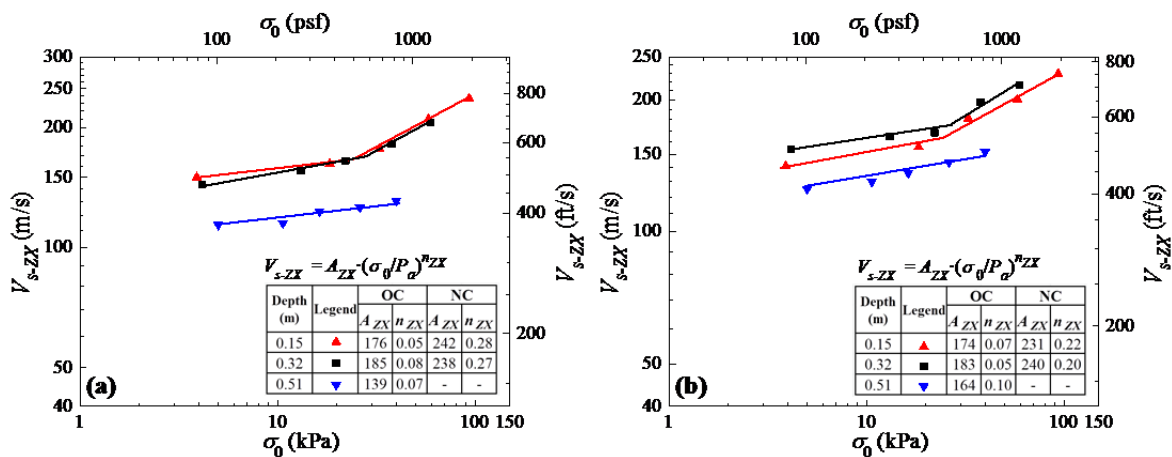 σ0 (psf)
100 1000
300
250
200
150
100
50
40
Vs-ZX (m/s)
800
600
400
200
Vs-ZX (ft/s)
Vs-ZX = AZX·(σ0/Pa)^nZX
Depth (m) Legend OC NC
AZX nZX AZX nZX
0.15 176 0.05 242 0.28
0.32 185 0.08 238 0.27
0.51 139 0.07 - -
(a)
1 10 100 150
σ0 (kPa)
σ0 (psf)
100 1000
250
200
150
100
50
40
Vs-ZX (m/s)
800
600
400
200
Vs-ZX (ft/s)
Vs-ZX = AZX·(σ0/Pa)^nZX
Depth (m) Legend OC NC
AZX nZX AZX nZX
0.15 174 0.07 231 0.22
0.32 183 0.05 240 0.20
0.51 164 0.10 - -
(b)
1 10 100 150
σ0 (kPa)